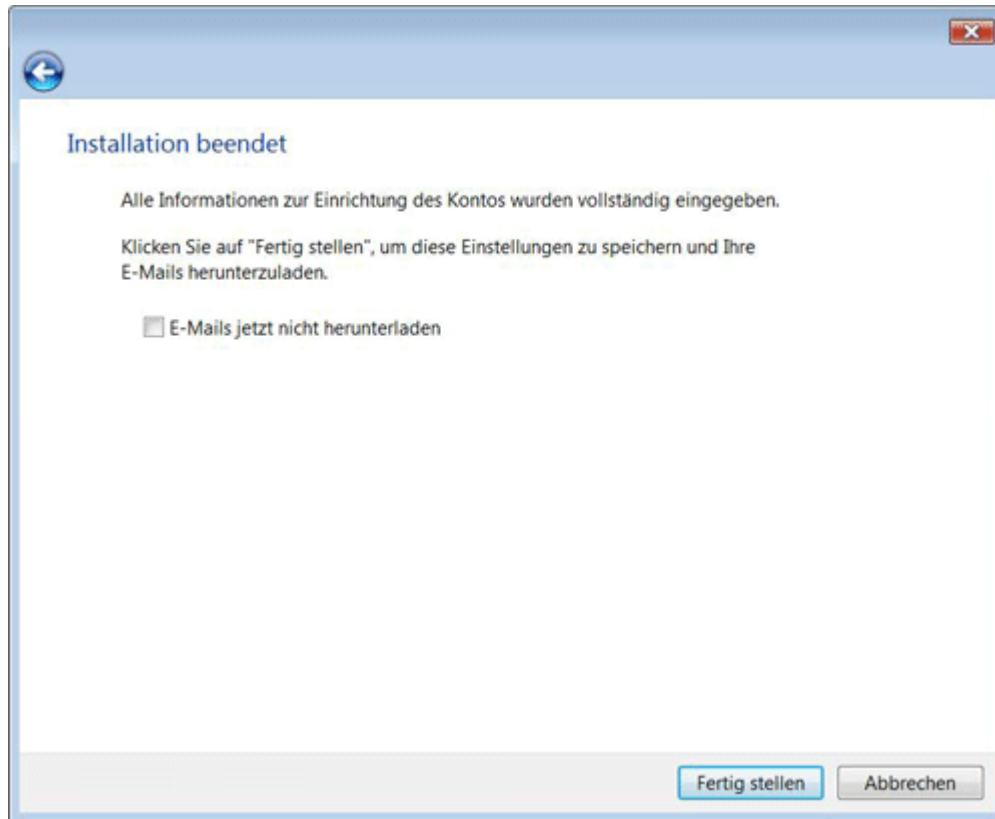 Installation beendet
Alle Informationen zur Einrichtung des Kontos wurden vollständig eingegeben.
Klicken Sie auf "Fertig stellen", um diese Einstellungen zu speichern und Ihre
E-Mails herunterzuladen.
E-Mails jetzt nicht herunterladen
Fertig stellen
Abbrechen